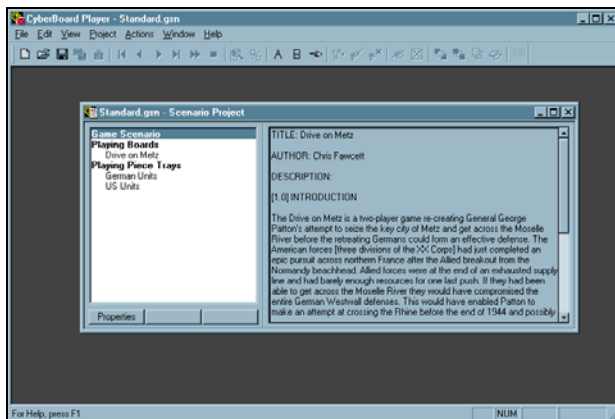 CyberBoard Player - Standard.gsn
File Edit View Project Actions Window Help
A B
Standard.gsn - Scenario Project
Game Scenario
Playing Boards
Drive on Metz
Playing Piece Trays
German Units
US Units
Properties
TITLE: Drive on Metz
AUTHOR: Chris Fawcett
DESCRIPTION:
[1.0] INTRODUCTION
The Drive on Metz is a two-player game re-creating General George
Patton's attempt to seize the key city of Metz and get across the Moselle
River before the retreating Germans could form an effective defense. The
American forces [three divisions of the XX Corps] had just completed an
epic pursuit across northern France after the Allied breakout from the
Normandy beachhead. Allied forces were at the end of an exhausted supply
line and had barely enough resources for one last push. If they had been
able to get across the Moselle River they would have compromised the
entire German Westwall defenses. This would have enabled Patton to
make an attempt at crossing the Rhine before the end of 1944 and possibly
For Help, press F1
NUM